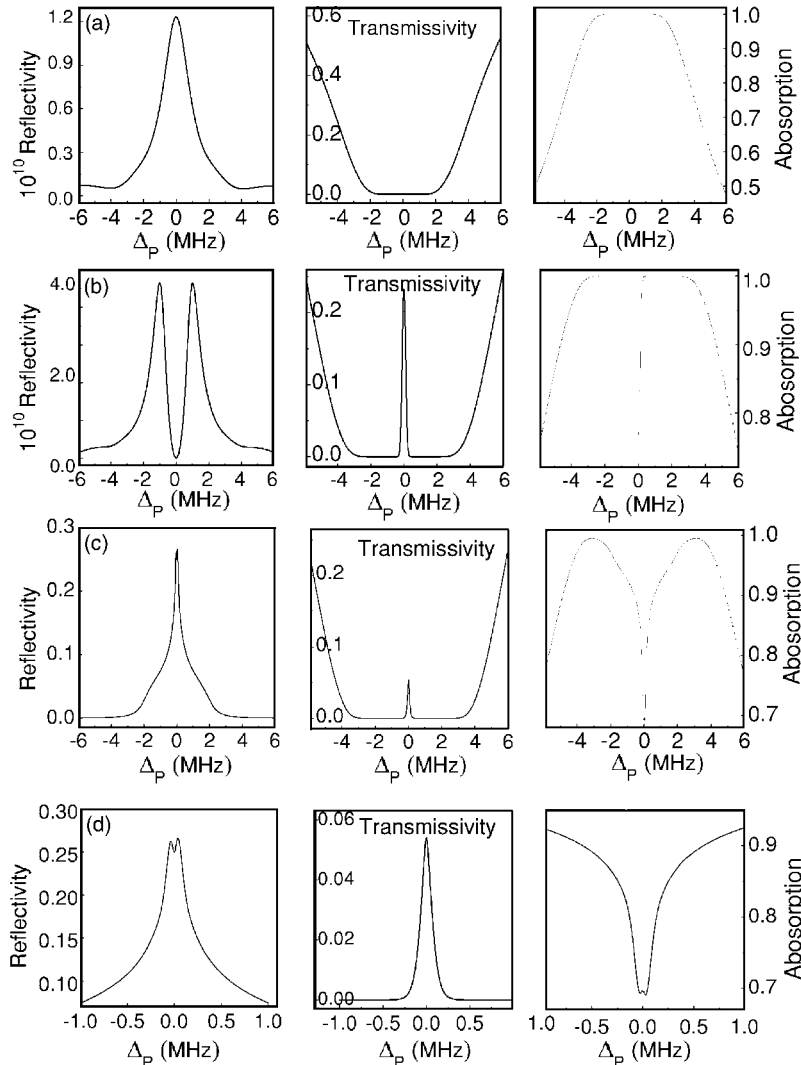 (a)
10^10 Reflectivity
1.2
0.9
0.6
0.3
0.0
-6 -4 -2 0 2 4 6
Δ_P (MHz)
Transmissivity
0.6
0.4
0.2
0.0
-4 -2 0 2 4 6
Δ_P (MHz)
Abosorption
1.0
0.9
0.8
0.7
0.6
0.5
-4 -2 0 2 4 6
Δ_P (MHz)
(b)
10^10 Reflectivity
4.0
2.0
0.0
-6 -4 -2 0 2 4 6
Δ_P (MHz)
Transmissivity
0.2
0.1
0.0
-4 -2 0 2 4 6
Δ_P (MHz)
Abosorption
1.0
0.9
0.8
-4 -2 0 2 4 6
Δ_P (MHz)
(c)
Reflectivity
0.3
0.2
0.1
0.0
-6 -4 -2 0 2 4 6
Δ_P (MHz)
Transmissivity
0.2
0.1
0.0
-4 -2 0 2 4 6
Δ_P (MHz)
Abosorption
1.0
0.9
0.8
0.7
-4 -2 0 2 4 6
Δ_P (MHz)
(d)
Reflectivity
0.30
0.25
0.20
0.15
0.10
-1.0 -0.5 0.0 0.5 1.0
Δ_P (MHz)
Transmissivity
0.06
0.04
0.02
0.00
-1.0 -0.5 0.0 0.5
Δ_P (MHz)
Abosorption
0.9
0.8
0.7
1.0 -0.5 0.0 0.5 1.0
Δ_P (MHz)